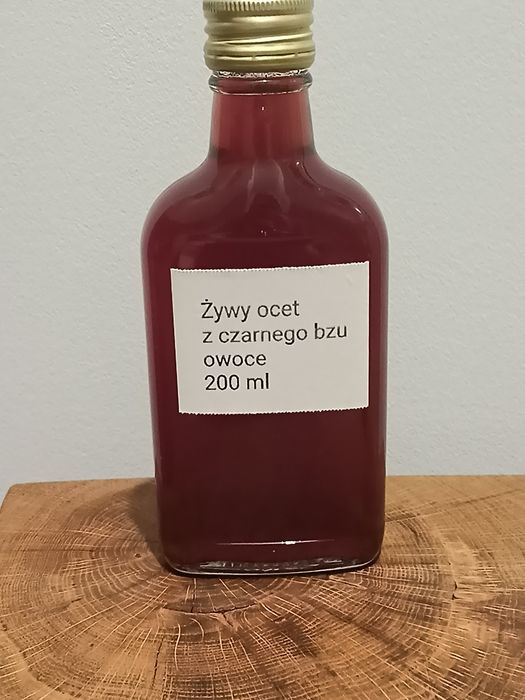 Żywy ocet
z czarnego bzu
owoce
200 ml